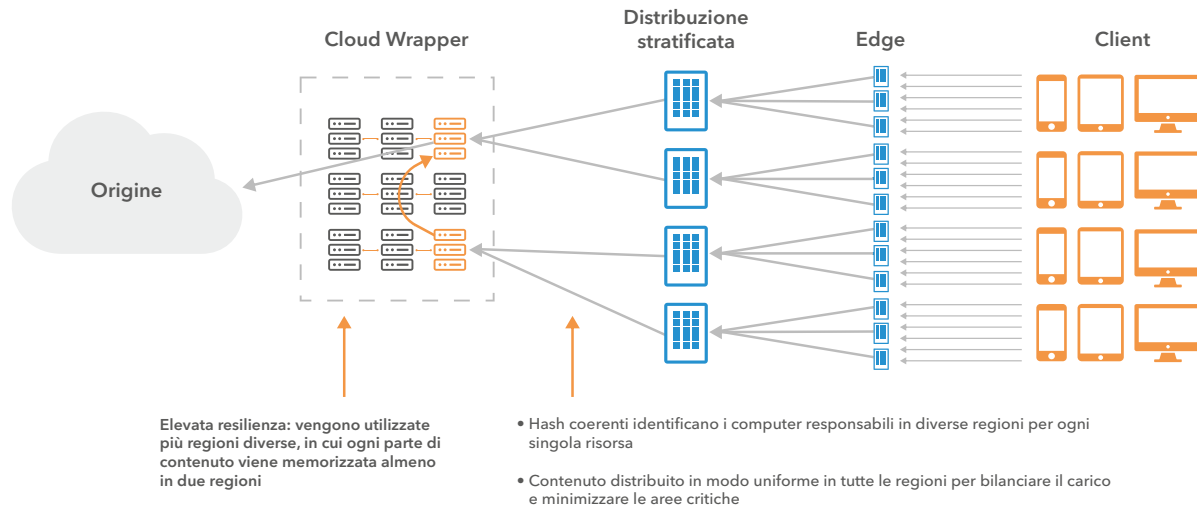 Cloud Wrapper
Distribuzione
stratificata
Edge
Client
Origine
Elevata resilienza: vengono utilizzate
più regioni diverse, in cui ogni parte di
contenuto viene memorizzata almeno
in due regioni
• Hash coerenti identificano i computer responsabili in diverse regioni per ogni
singola risorsa
• Contenuto distribuito in modo uniforme in tutte le regioni per bilanciare il carico
e minimizzare le aree critiche